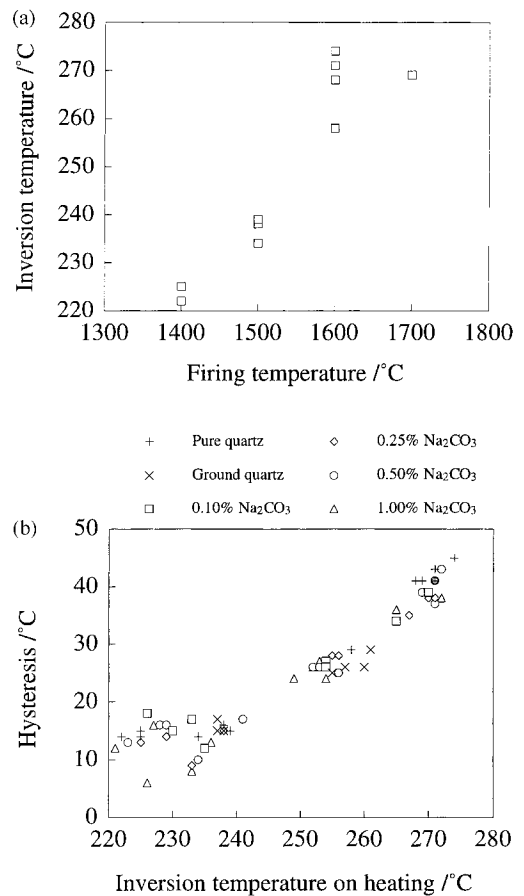 (a)
280
270
260
250
240
230
220
1300 1400 1500 1600 1700 1800
Inversion temperature /°C
Firing temperature /°C
Pure quartz
Ground quartz
0.10% Na₂CO₃
0.25% Na₂CO₃
0.50% Na₂CO₃
1.00% Na₂CO₃
(b)
50
40
30
20
10
0
220 230 240 250 260 270 280
Hysteresis /°C
Inversion temperature on heating /°C